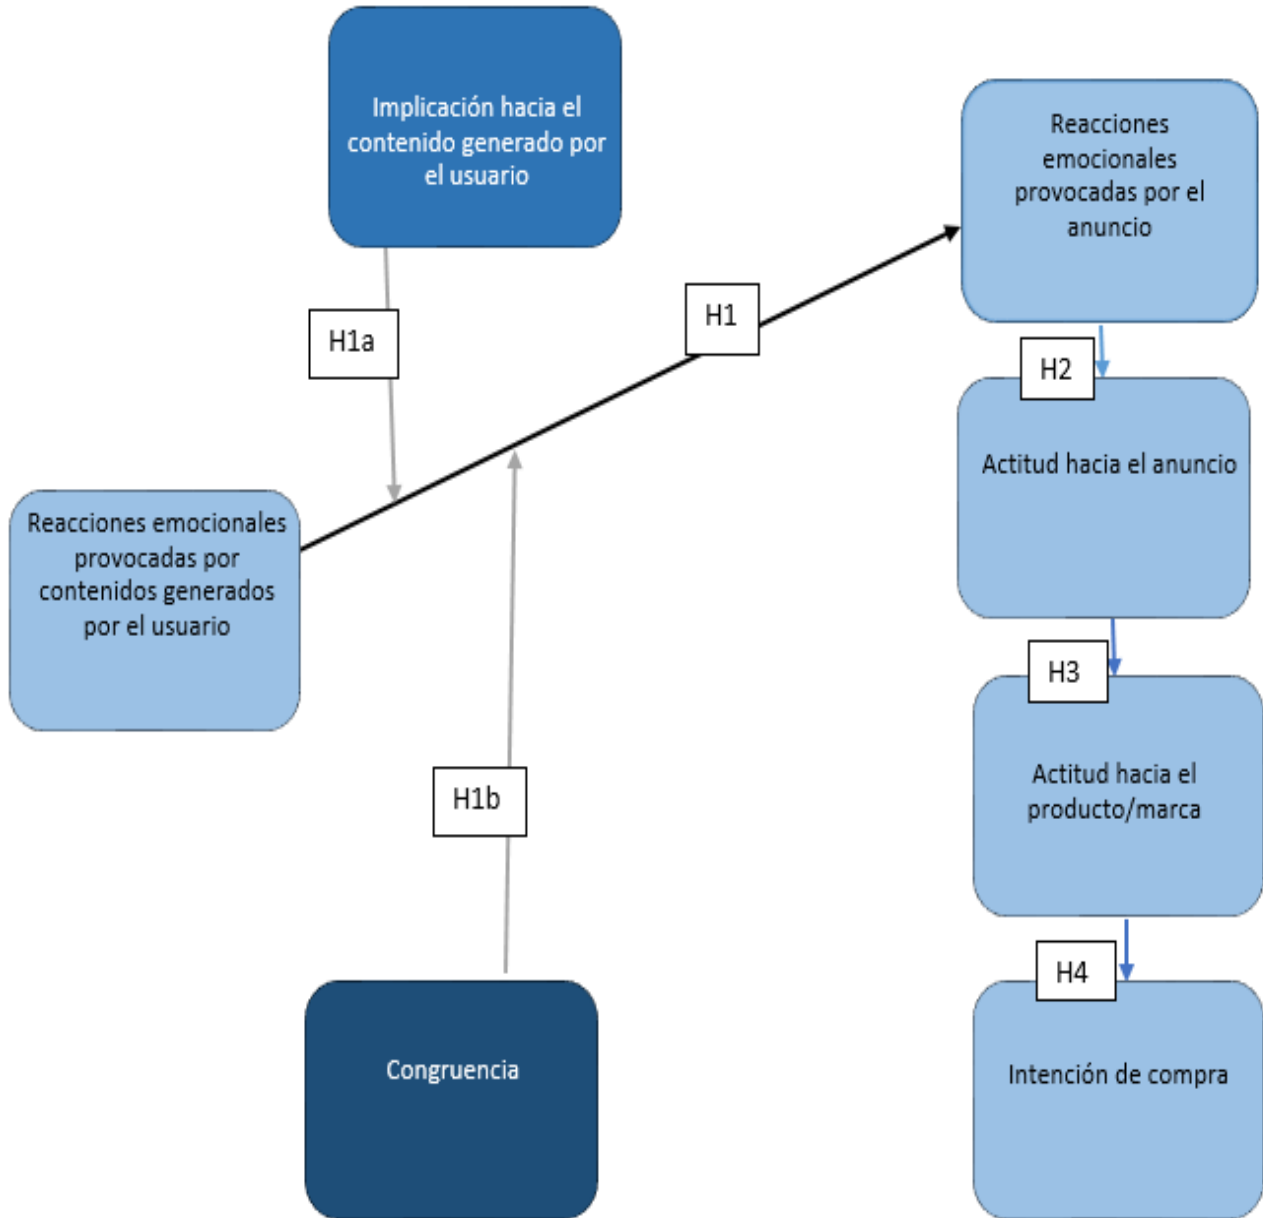 Implicación hacia el
contenido generado por
el usuario
Reacciones
emocionales
provocadas por el
anuncio
H1a
H1
H2
Actitud hacia el anuncio
Reacciones emocionales
provocadas por
contenidos generados
por el usuario
H3
Actitud hacia el
producto/marca
H1b
H4
Congruencia
Intención de compra